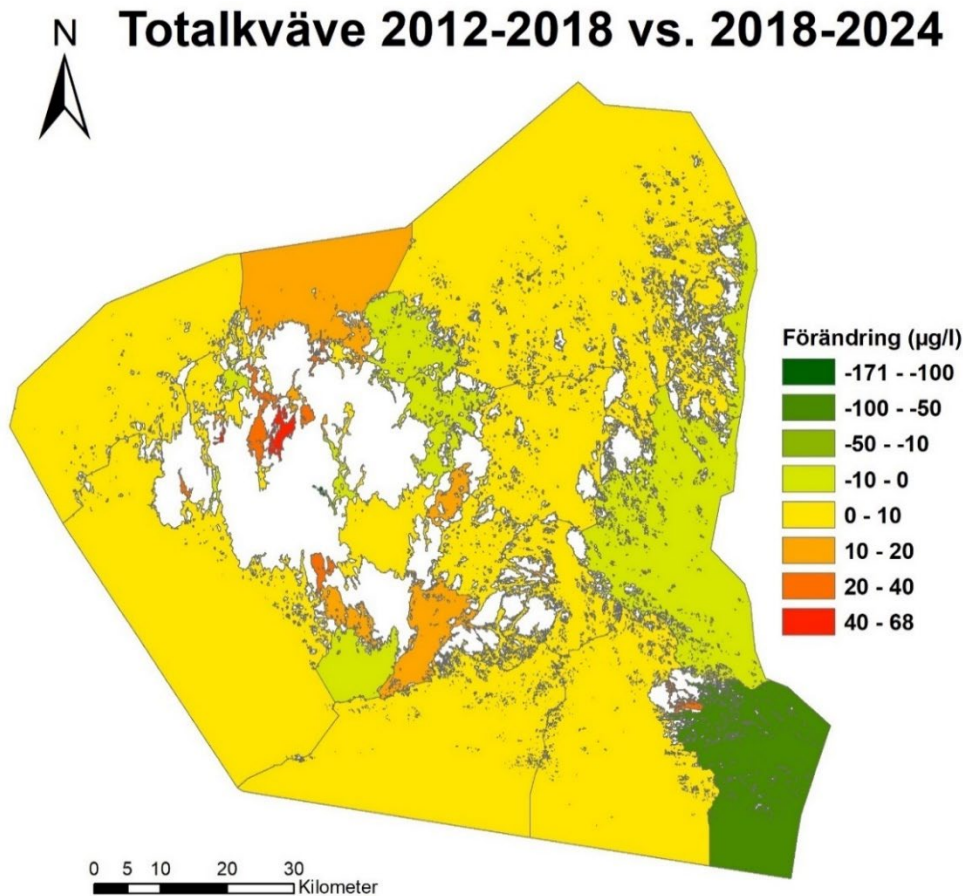 Totalkväve 2012-2018 vs. 2018-2024
N
Förändring (µg/l)
-171 - -100
-100 - -50
-50 - -10
-10 - 0
0 - 10
10 - 20
20 - 40
40 - 68
0 5 10 20 30
Kilometer